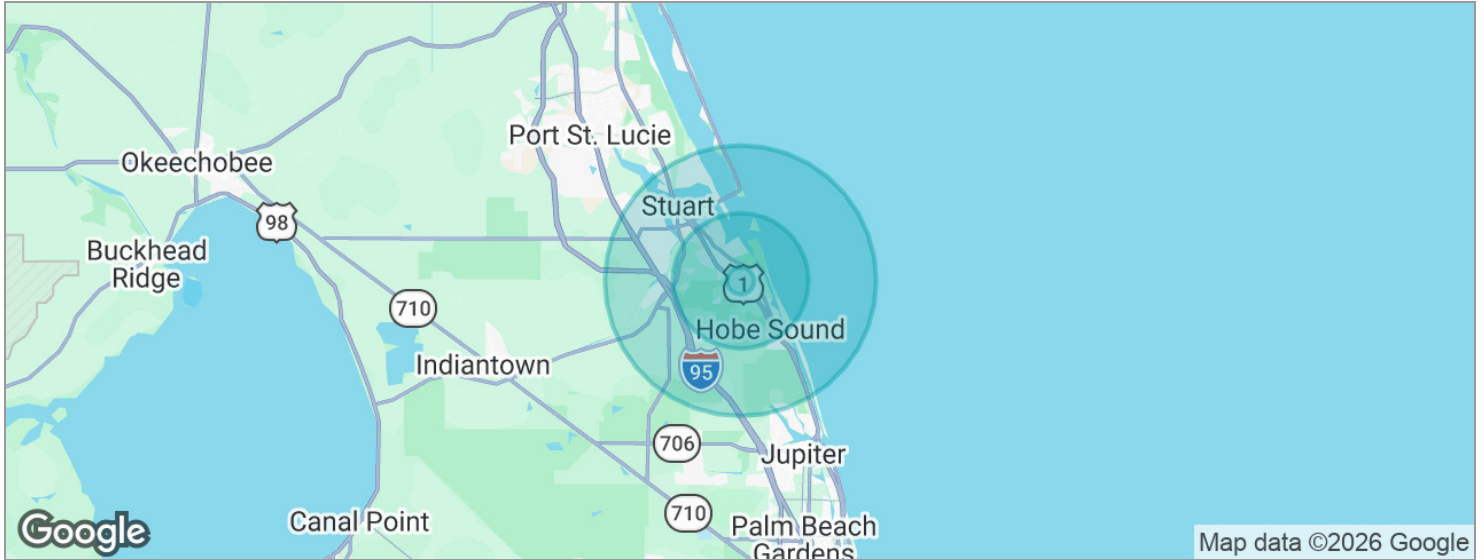 Port St. Lucie
Okeechobee
Stuart
98
Buckhead
Ridge
1
710
Hobe Sound
Indiantown
95
706
Jupiter
710
Canal Point
Palm Beach
Gardens
Google
Map data ©2026 Google